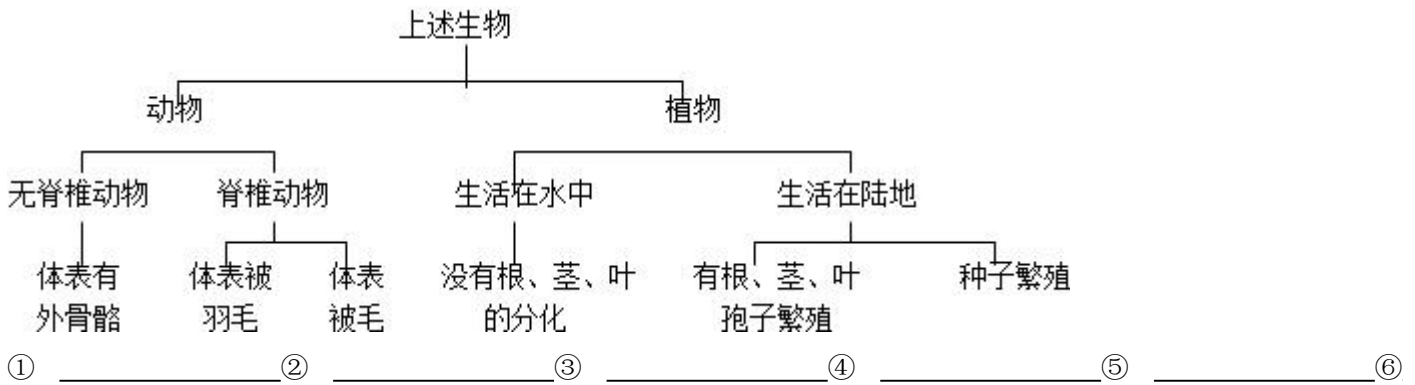 上述生物
动物 植物
无脊椎动物 脊椎动物 生活在水中 生活在陆地
体表有 体表被 体表 没有根、茎、叶 有根、茎、叶 种子繁殖
外骨骼 羽毛 被毛 的分化 孢子繁殖
① ② ③ ④ ⑤ ⑥